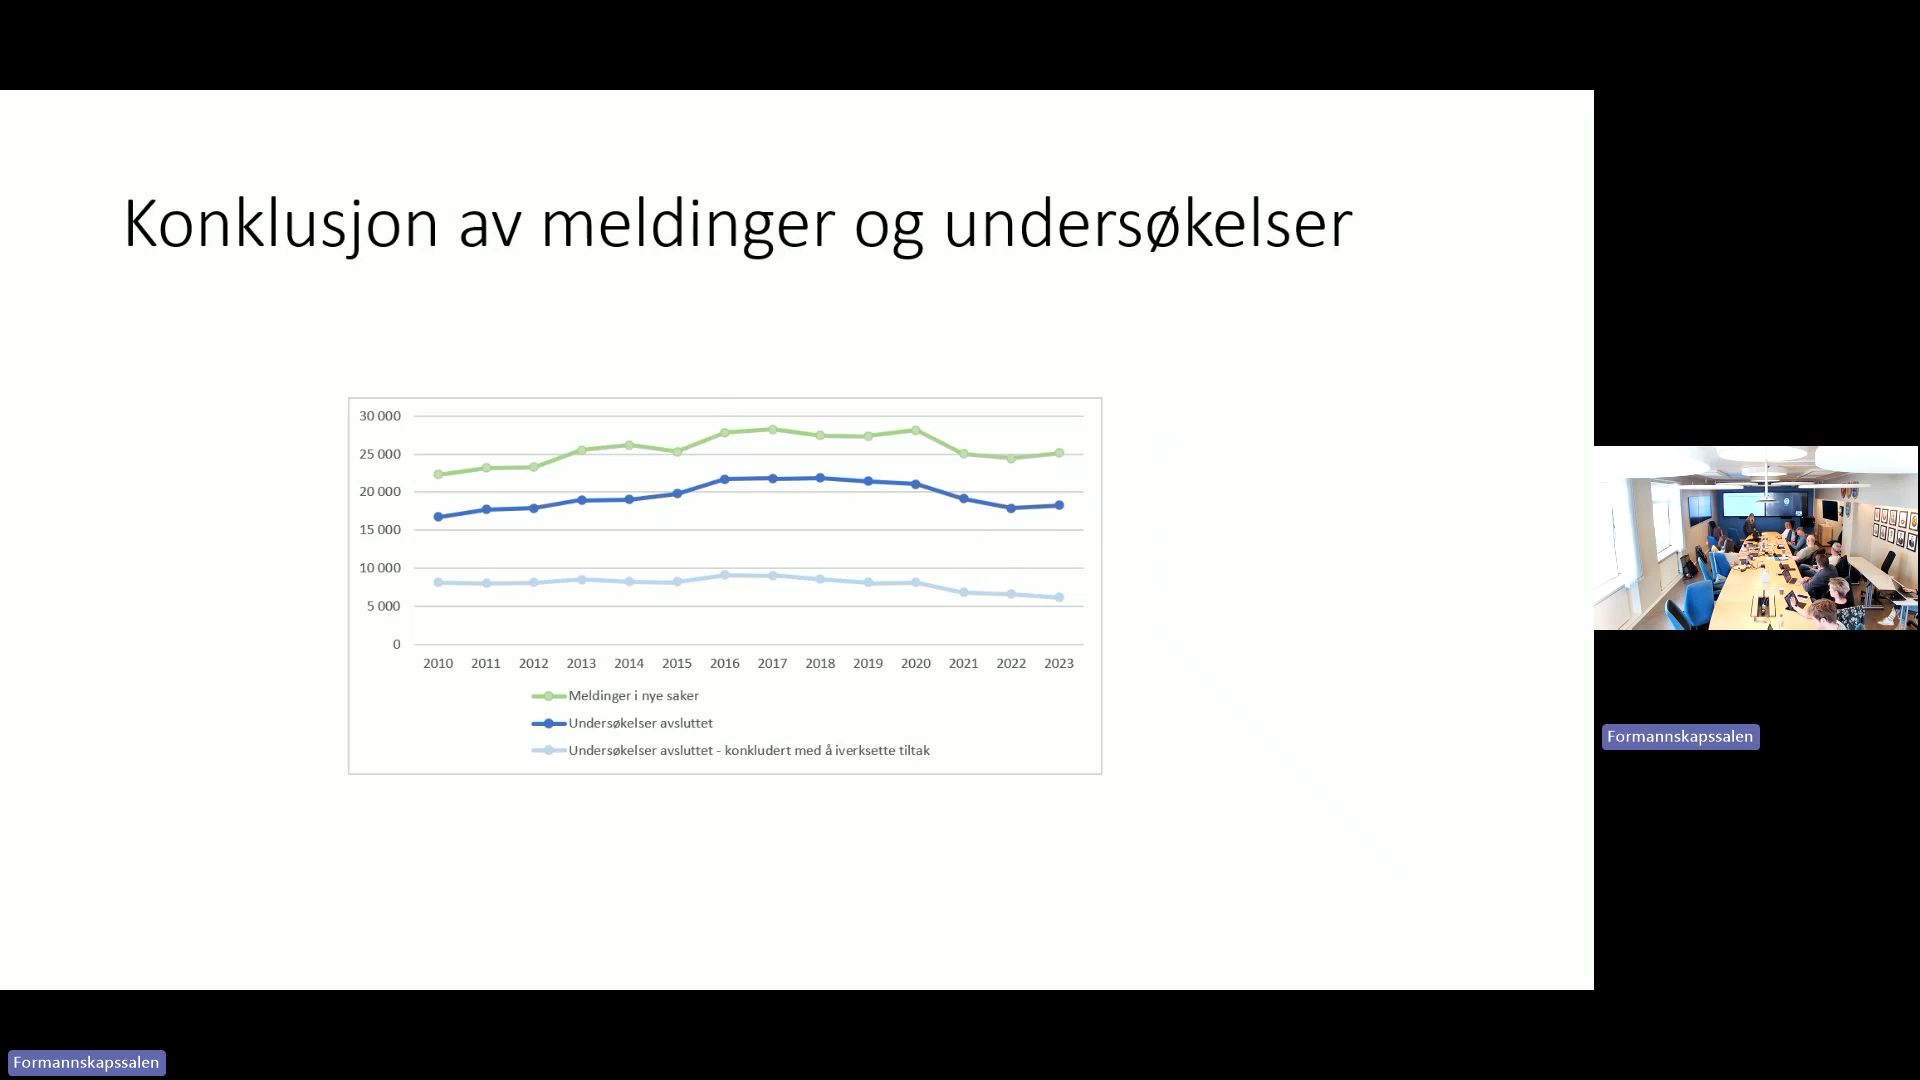 Konklusjon av meldinger og undersøkelser
30 000
25 000
20 000
15 000
10 000
5 000
0
2010 2011 2012 2013 2014 2015 2016 2017 2018 2019 2020 2021 2022 2023
Meldinger i nye saker
Undersøkelser avsluttet
Undersøkelser avsluttet - konkludert med å iverksette tiltak
Formannskapssalen
Formannskapssalen